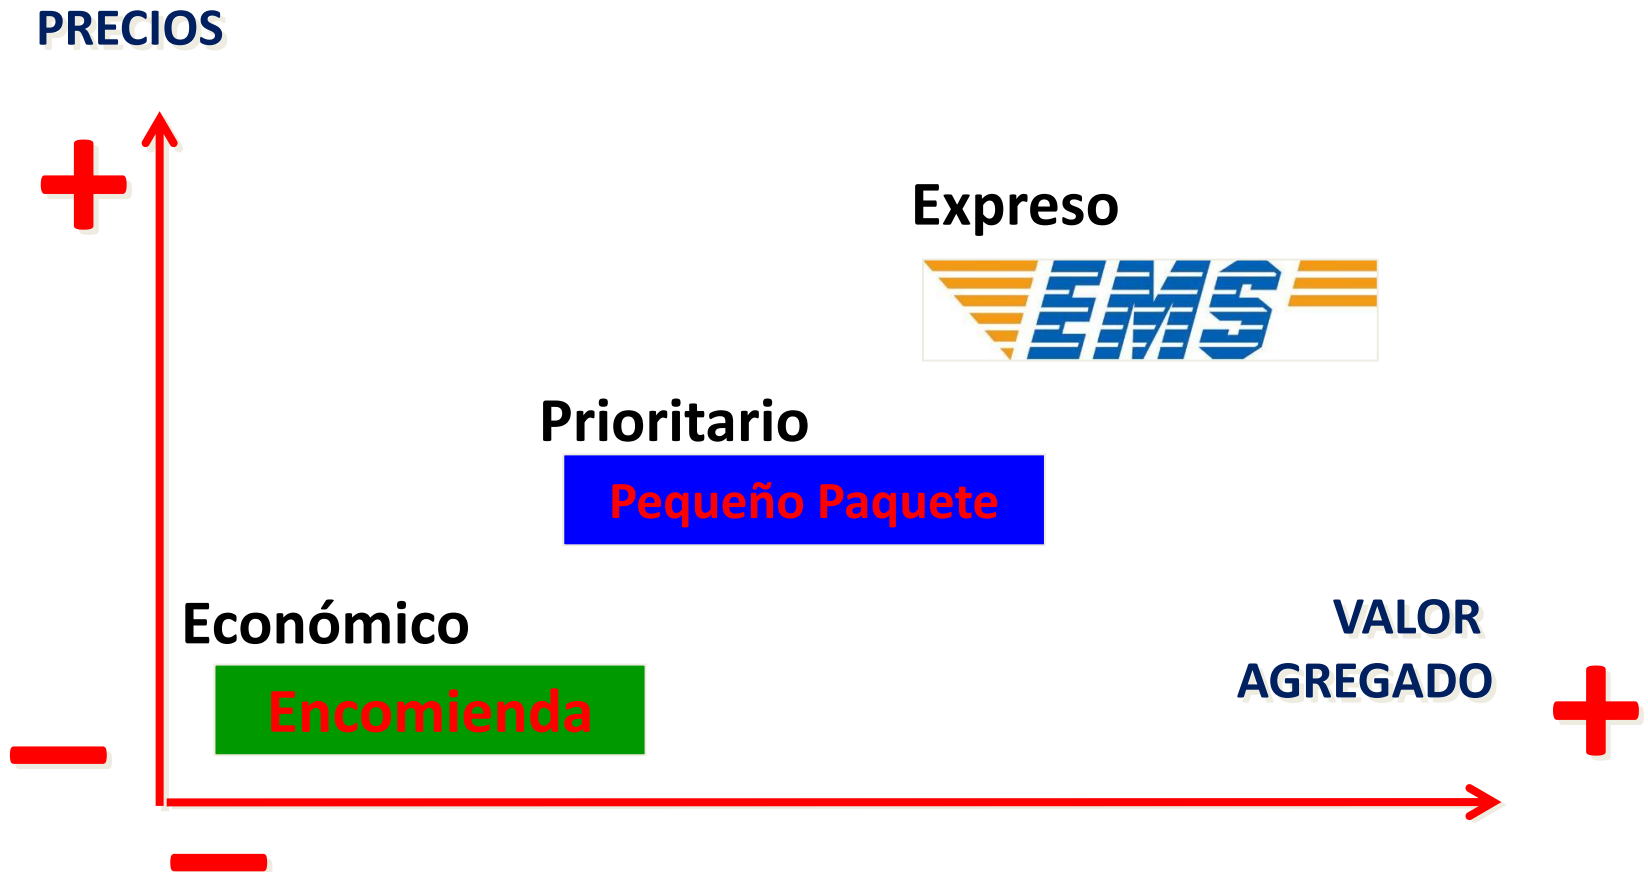 PRECIOS
+
Expreso
EMS
Prioritario
Pequeño Paquete
Económico
VALOR
AGREGADO
Encomienda
+
–
–